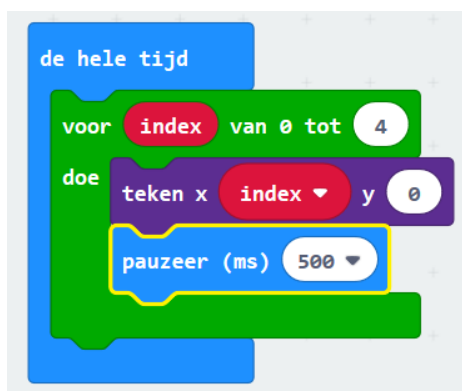 de hele tijd
voor index van 0 tot 4
doe
teken x index y 0
pauzeer (ms) 500